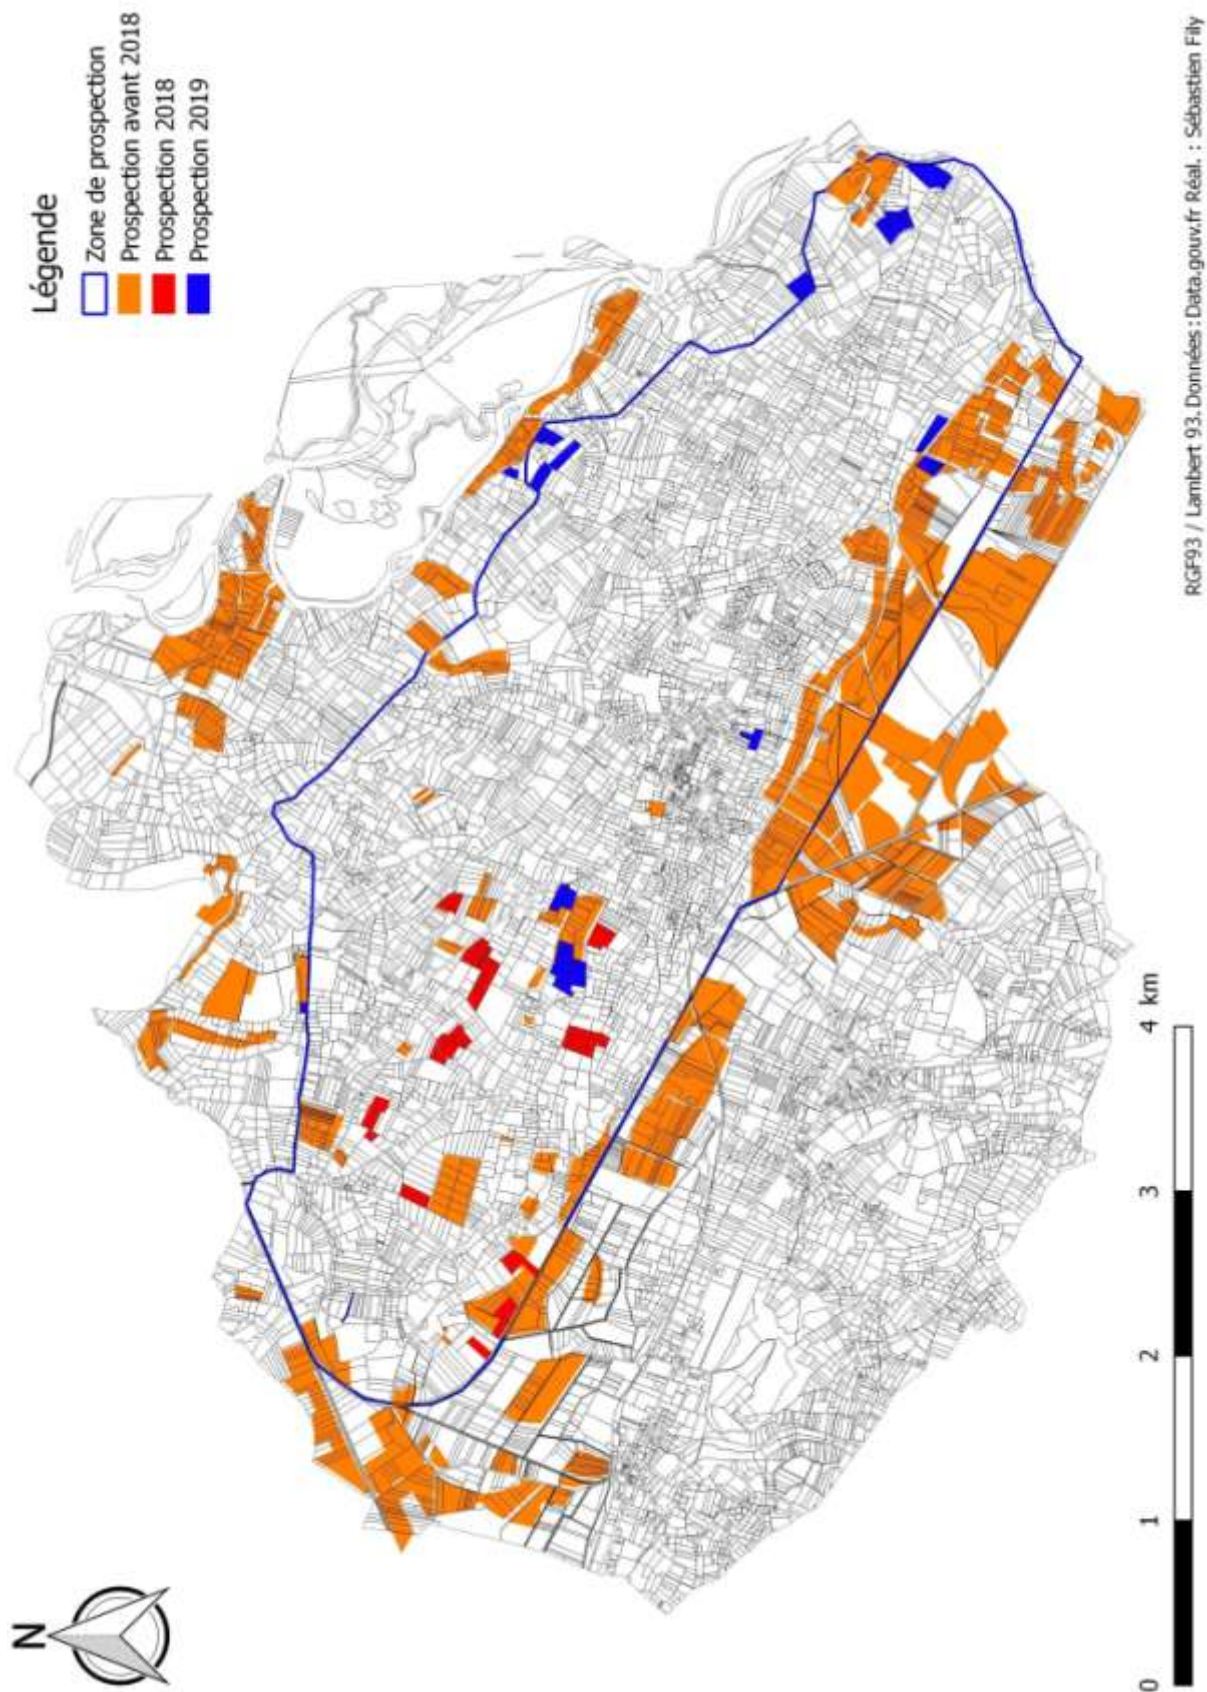 N
Légende
Zone de prospection
Prospection avant 2018
Prospection 2018
Prospection 2019
0 1 2 3 4 km
RGF93 / Lambert 93. Données : Data.gouv.fr Réal. : Sébastien Fily